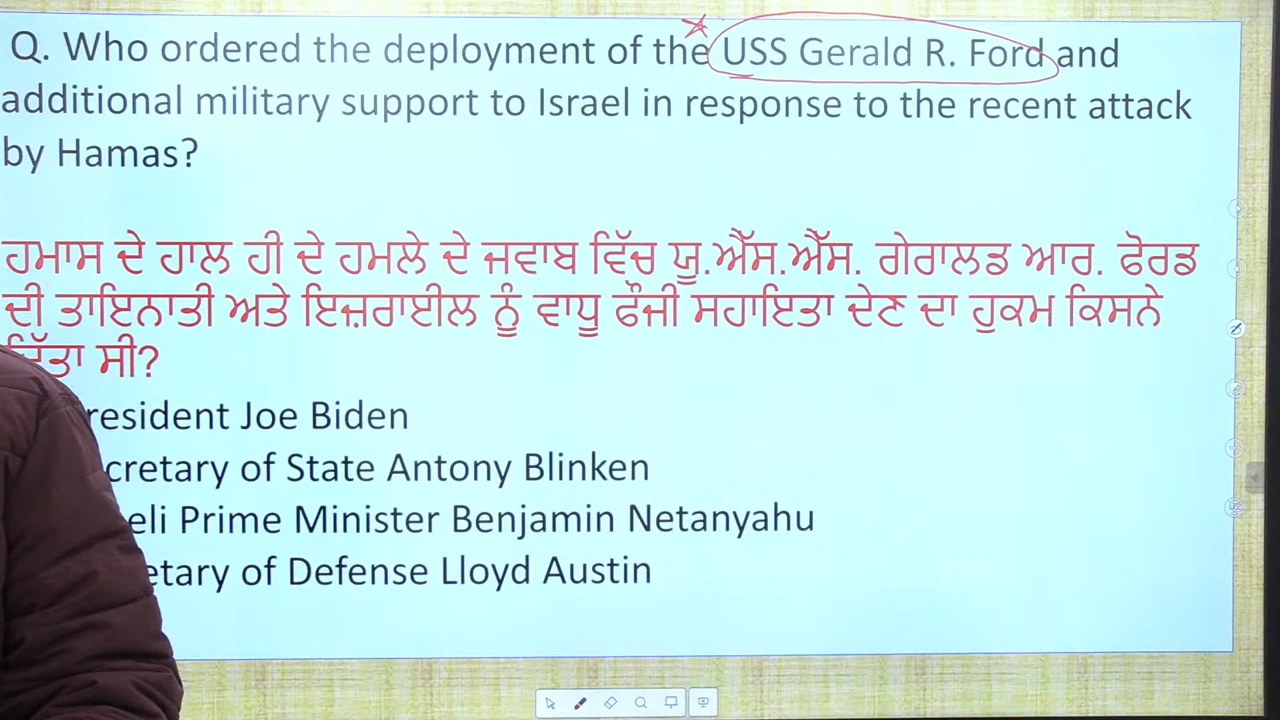 Q. Who ordered the deployment of the USS Gerald R. Ford and
additional military support to Israel in response to the recent attack
by Hamas?
ਹਮਾਸ ਦੇ ਹਾਲ ਹੀ ਦੇ ਹਮਲੇ ਦੇ ਜਵਾਬ ਵਿੱਚ ਯੂ.ਐੱਸ.ਐੱਸ. ਗੇਰਾਲਡ ਆਰ. ਫੋਰਡ
ਦੀ ਤਾਇਨਾਤੀ ਅਤੇ ਇਜ਼ਰਾਈਲ ਨੂੰ ਵਾਧੂ ਫੌਜੀ ਸਹਾਇਤਾ ਦੇਣ ਦਾ ਹੁਕਮ ਕਿਸਨੇ
ਸੀ?
resident Joe Biden
cretary of State Antony Blinken
eli Prime Minister Benjamin Netanyahu
etary of Defense Lloyd Austin